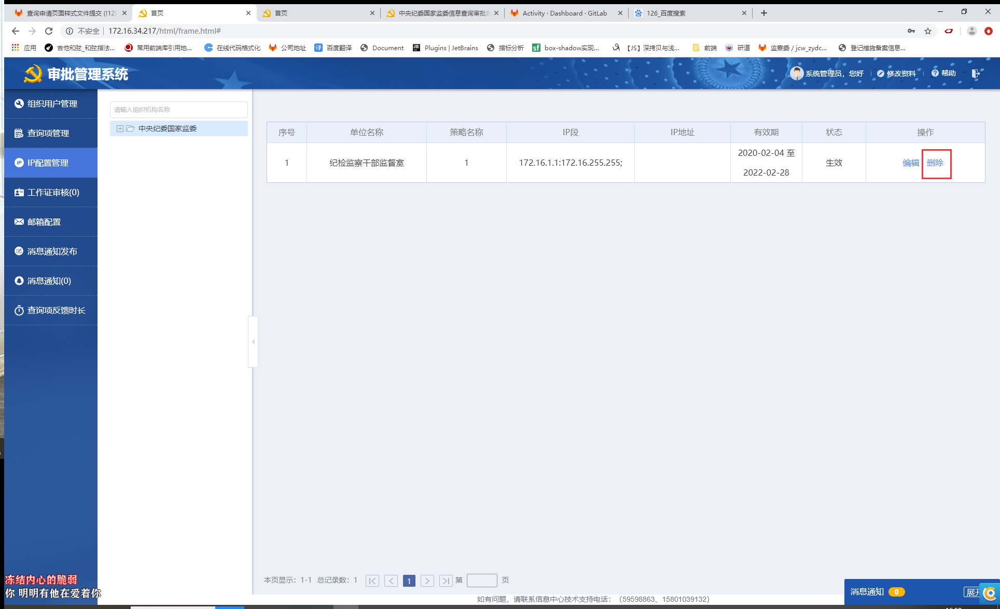 查询申请页面样式文件提交 (!12)
首页
首页
中央纪委国家监委信息查询审批
Activity · Dashboard · GitLab
126_百度搜索
不安全
172.16.34.217/html/frame.html#
应用
吉他和弦_和弦指法...
常用前端库引用地...
在线代码格式化
公司地址
百度翻译
Document
Plugins | JetBrains
指标分析
box-shadow实现...
【JS】深拷贝与浅...
前端
研道
监察委 / jcw_zydc...
登记措施备案信息...
审批管理系统
系统管理员，您好
修改资料
帮助
组织用户管理
查询项管理
IP配置管理
工作证审核(0)
邮箱配置
消息通知发布
消息通知(0)
查询项反馈时长
请输入组织机构名称
中央纪委国家监委
序号 单位名称 策略名称 IP段 IP地址 有效期 状态 操作
1 纪检监察干部监督室 1 172.16.1.1:172.16.255.255; 2020-02-04 至 生效 编辑 删除
2022-02-28
本页显示：1-1 总记录数：1 1 第 页
如有问题，请联系信息中心技术支持电话：（59598863、15801039132）
消息通知 0
展开
冻结内心的脆弱
你 明明有他在爱着你